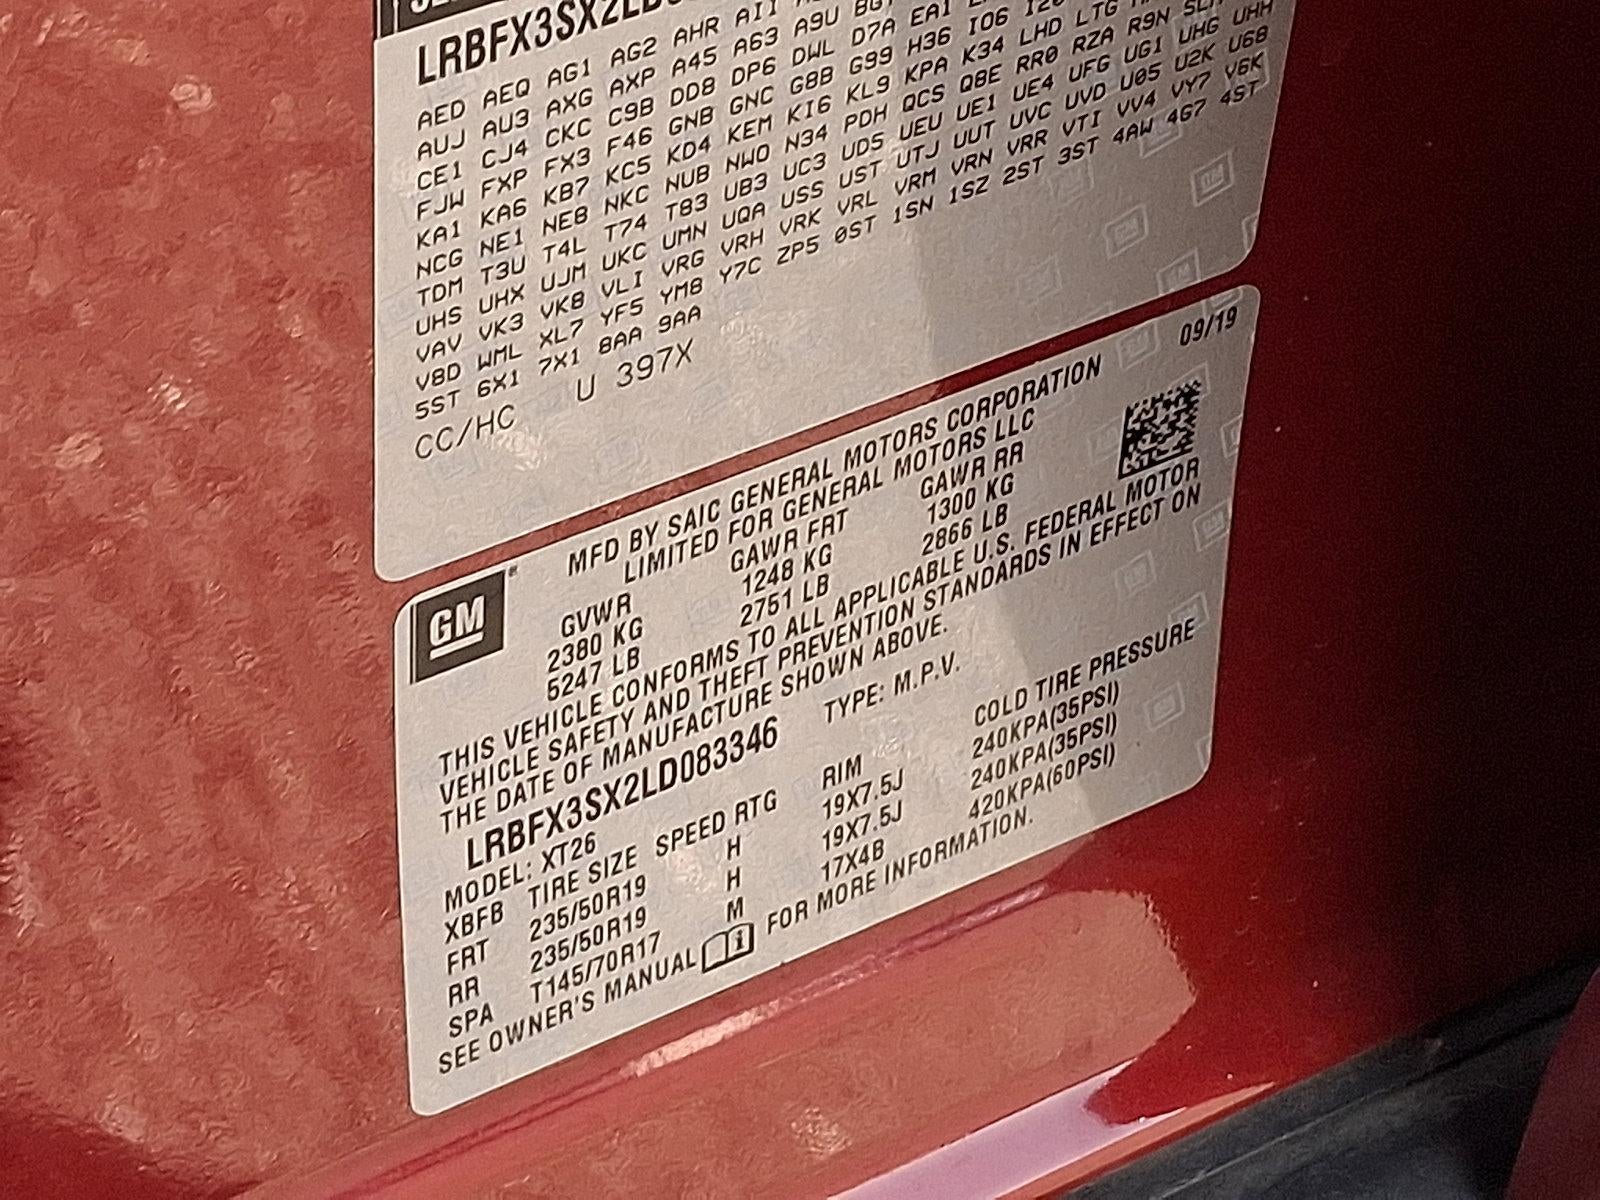 LRBFX3SX2LD
AED AEQ AG1 AG2 AHR AII
AUJ AU3 AXG AXP A45 A63 A9U BGT
CE1 CJ4 CKC C9B DD8 DP6 DWL D7A EA1
FJW FXP FX3 F46 GNB GNC G8B G99 H36 IO6 I20
KA1 KA6 KB7 KC5 KD4 KEM KI6 KL9 KPA K34 LHD LTG
NCG NE1 NE8 NKC NUB NWO N34 PDH QCS Q8E RR0 RZA R9N SLM
TDM T3U T4L T74 T83 UB3 UC3 UD5 UEU UE1 UE4 UFG UG1 UHG UHH
UHS UHX UJM UKC UMN UQA USS UST UTJ UUT UVC UVD U05 U2K U68
VAV VK3 VK8 VLI VRG VRH VRK VRL VRM VRN VRR VTI VV4 VY7 V6K
V8D WML XL7 YF5 YM8 Y7C ZP5 0ST 1SN 1SZ 2ST 3ST 4AW 4G7 4ST
5ST 6X1 7X1 8AA 9AA
CC/HC U 397X
09/19
MFD BY SAIC GENERAL MOTORS CORPORATION
LIMITED FOR GENERAL MOTORS LLC
GM
GVWR GAWR FRT GAWR RR
2380 KG 1248 KG 1300 KG
5247 LB 2751 LB 2866 LB
THIS VEHICLE CONFORMS TO ALL APPLICABLE U.S. FEDERAL MOTOR
VEHICLE SAFETY AND THEFT PREVENTION STANDARDS IN EFFECT ON
THE DATE OF MANUFACTURE SHOWN ABOVE.
LRBFX3SX2LD083346 TYPE: M.P.V.
MODEL: XT26
XBFB TIRE SIZE SPEED RTG RIM COLD TIRE PRESSURE
FRT 235/50R19 H 19X7.5J 240KPA(35PSI)
RR 235/50R19 H 19X7.5J 240KPA(35PSI)
SPA T145/70R17 M 17X4B 420KPA(60PSI)
SEE OWNER'S MANUAL FOR MORE INFORMATION.